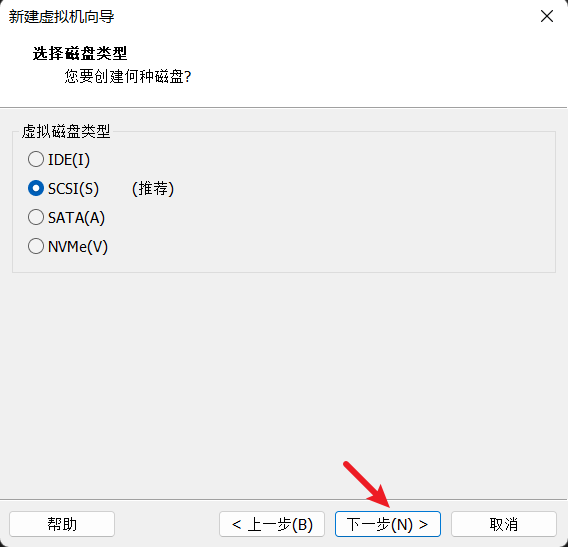 新建虚拟机向导
选择磁盘类型
您要创建何种磁盘?
虚拟磁盘类型
IDE(I)
SCSI(S) (推荐)
SATA(A)
NVMe(V)
帮助 < 上一步(B) 下一步(N) > 取消